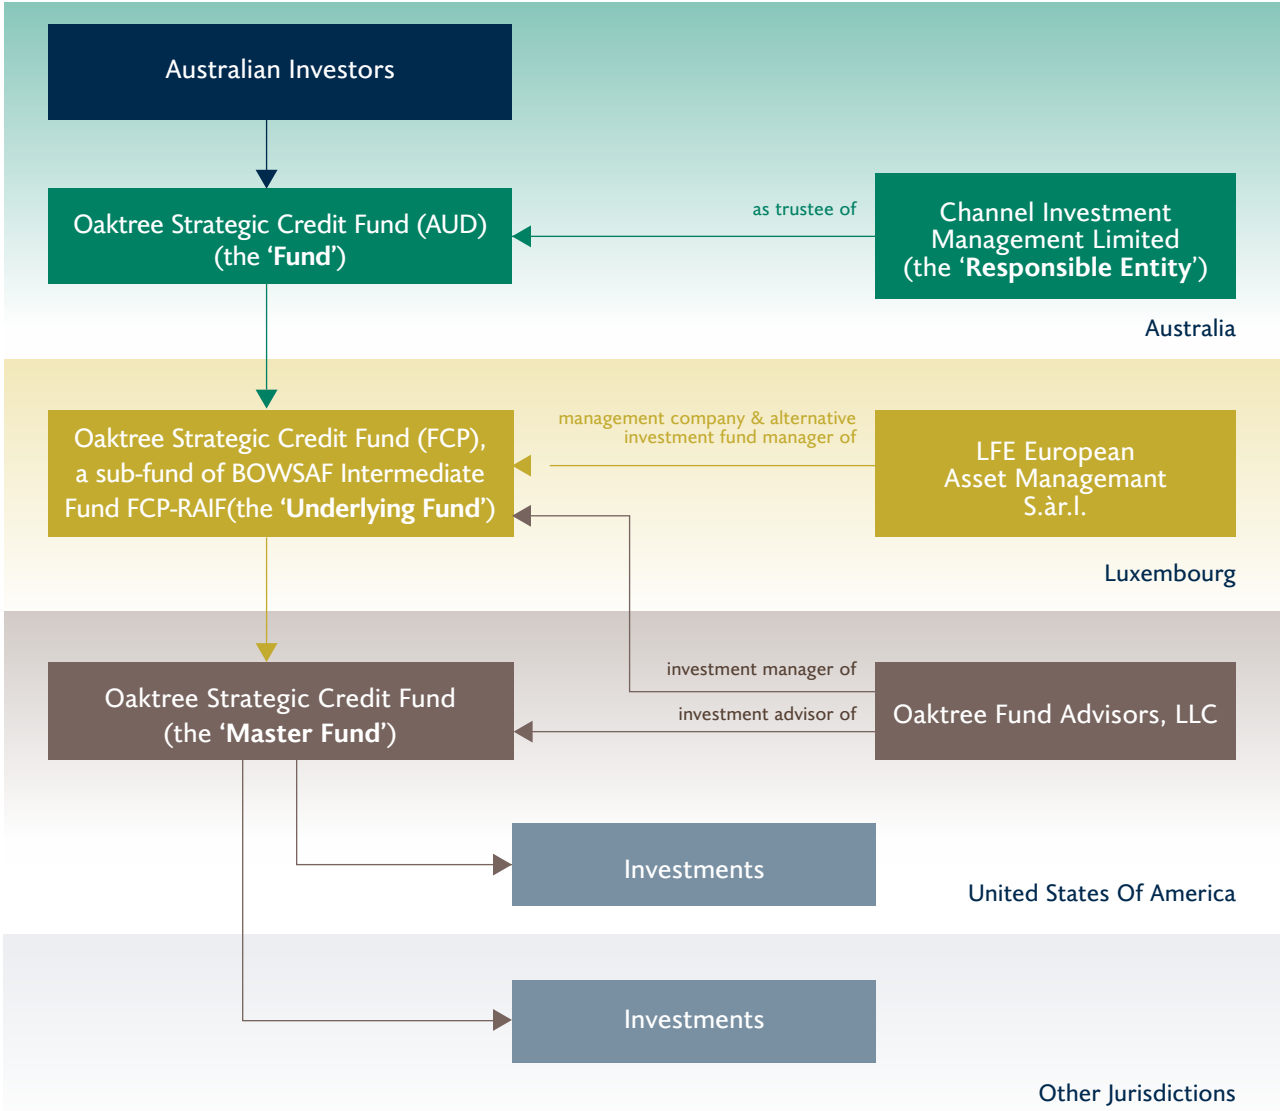 Australian Investors
Oaktree Strategic Credit Fund (AUD)
(the ‘Fund’)
as trustee of
Channel Investment
Management Limited
(the ‘Responsible Entity’)
Australia
Oaktree Strategic Credit Fund (FCP),
a sub-fund of BOWSAF Intermediate
Fund FCP-RAIF(the ‘Underlying Fund’)
management company & alternative
investment fund manager of
LFE European
Asset Managemant
S.àr.l.
Luxembourg
Oaktree Strategic Credit Fund
(the ‘Master Fund’)
investment manager of
investment advisor of
Oaktree Fund Advisors, LLC
Investments
United States Of America
Investments
Other Jurisdictions